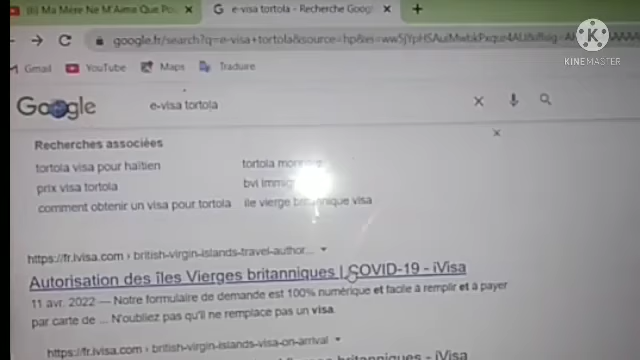 (6) Ma Mère Ne M'Aime Que Pou
e-visa tortola - Recherche Googl
google.fr/search?q=e-visa+tortola&source=hp&ei=
KINEMASTER
Gmail YouTube Maps Traduire
Google e-visa tortola
Recherches associées
tortola visa pour haïtien
tortola
prix visa tortola
bvi
comment obtenir un visa pour tortola
ile vierge britannique visa
https://fr.ivisa.com › british-virgin-islands-travel-author...
Autorisation des îles Vierges britanniques | COVID-19 - iVisa
11 avr. 2022 — Notre formulaire de demande est 100% numérique et facile à remplir et à payer
par carte de ... N'oubliez pas qu'il ne remplace pas un visa.
https://fr.ivisa.com › british-virgin-islands-visa-on-arrival
britanniques - iVisa